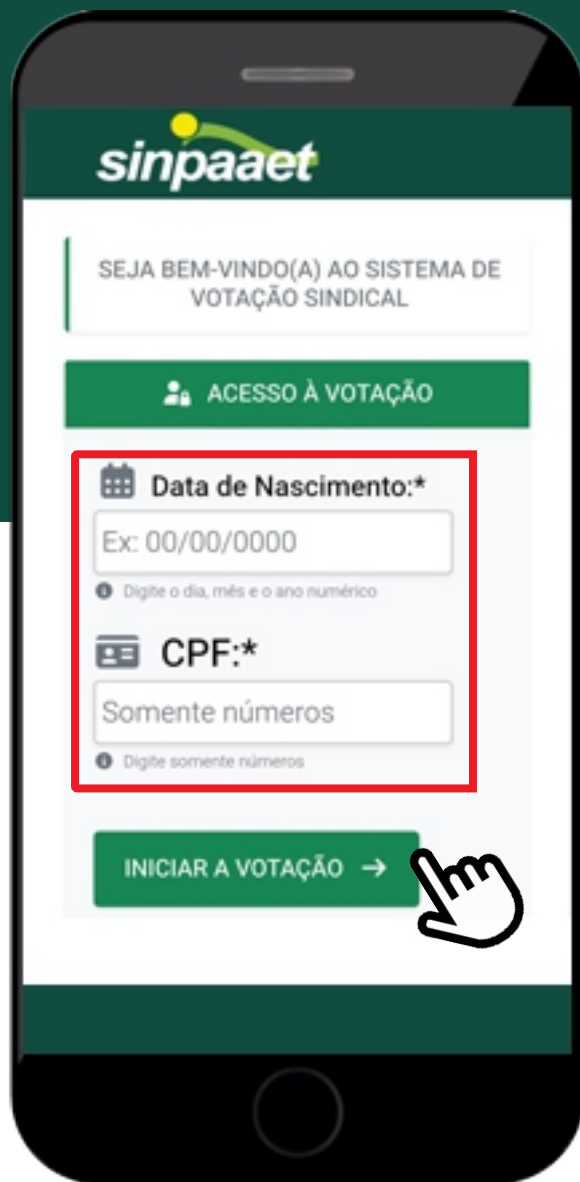 sinpaaet
SEJA BEM-VINDO(A) AO SISTEMA DE
VOTAÇÃO SINDICAL
ACESSO À VOTAÇÃO
Data de Nascimento:*
Ex: 00/00/0000
Digite o dia, mês e o ano numérico
CPF:*
Somente números
Digite somente números
INICIAR A VOTAÇÃO →